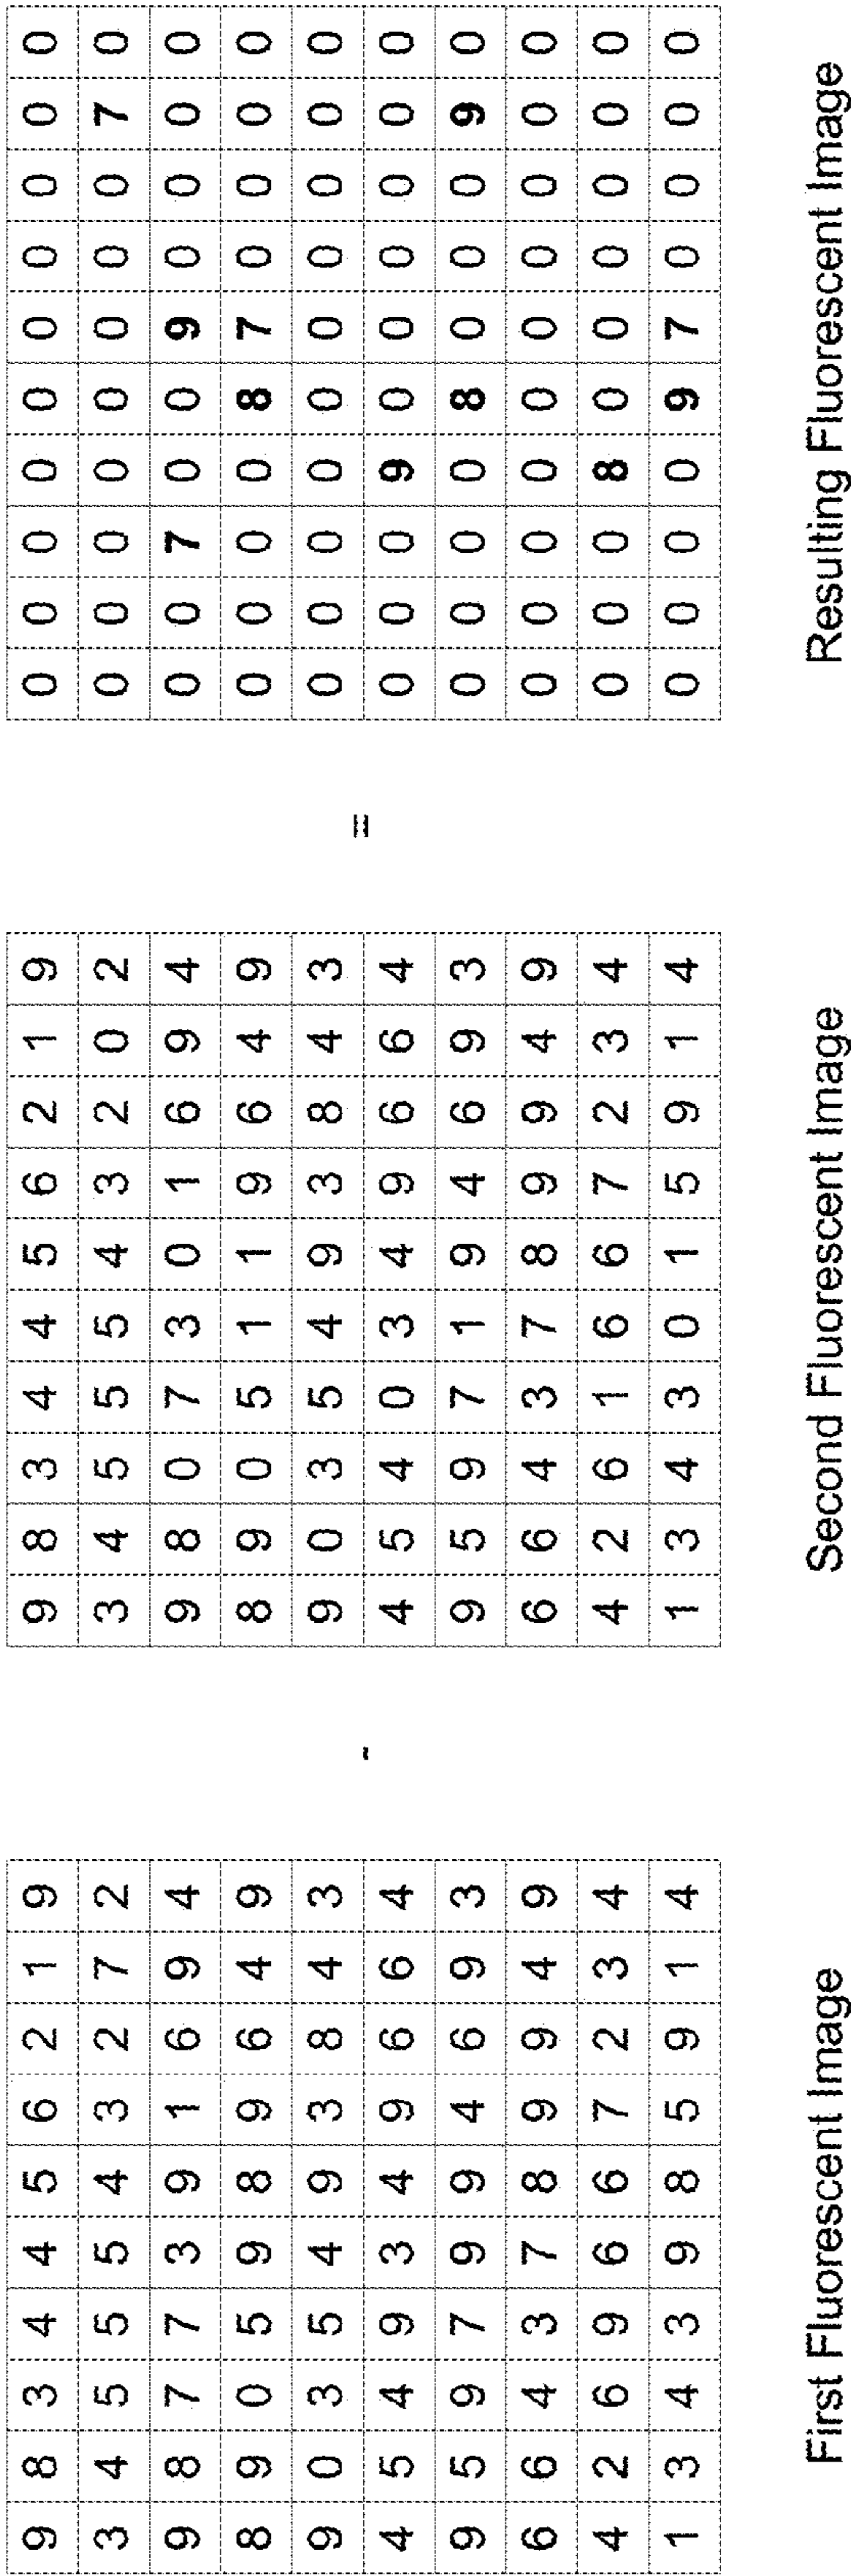 9 8 3 4 4 5 6 2 1 9
3 4 5 5 5 4 3 2 7 2
9 8 7 7 3 9 1 6 9 4
8 9 0 5 9 8 9 6 4 9
9 0 3 5 4 9 3 8 4 3
4 5 4 9 3 4 9 6 6 4
9 5 9 7 9 9 4 6 9 3
6 6 4 3 7 8 9 9 4 9
4 2 6 9 6 6 7 2 3 4
1 3 4 3 9 8 5 9 1 4
First Fluorescent Image
-
9 8 3 4 4 5 6 2 1 9
3 4 5 5 5 4 3 2 0 2
9 8 0 7 3 0 1 6 9 4
8 9 0 5 1 1 9 6 4 9
9 0 3 5 4 9 3 8 4 3
4 5 4 0 3 4 9 6 6 4
9 5 9 7 1 9 4 6 9 3
6 6 4 3 7 8 9 9 4 9
4 2 6 1 6 6 7 2 3 4
1 3 4 3 0 1 5 9 1 4
Second Fluorescent Image
=
0 0 0 0 0 0 0 0 0 0
0 0 0 0 0 0 0 0 7 0
0 0 7 0 0 9 0 0 0 0
0 0 0 0 8 7 0 0 0 0
0 0 0 0 0 0 0 0 0 0
0 0 0 9 0 0 0 0 0 0
0 0 0 0 8 0 0 0 9 0
0 0 0 0 0 0 0 0 0 0
0 0 0 8 0 0 0 0 0 0
0 0 0 0 9 7 0 0 0 0
Resulting Fluorescent Image